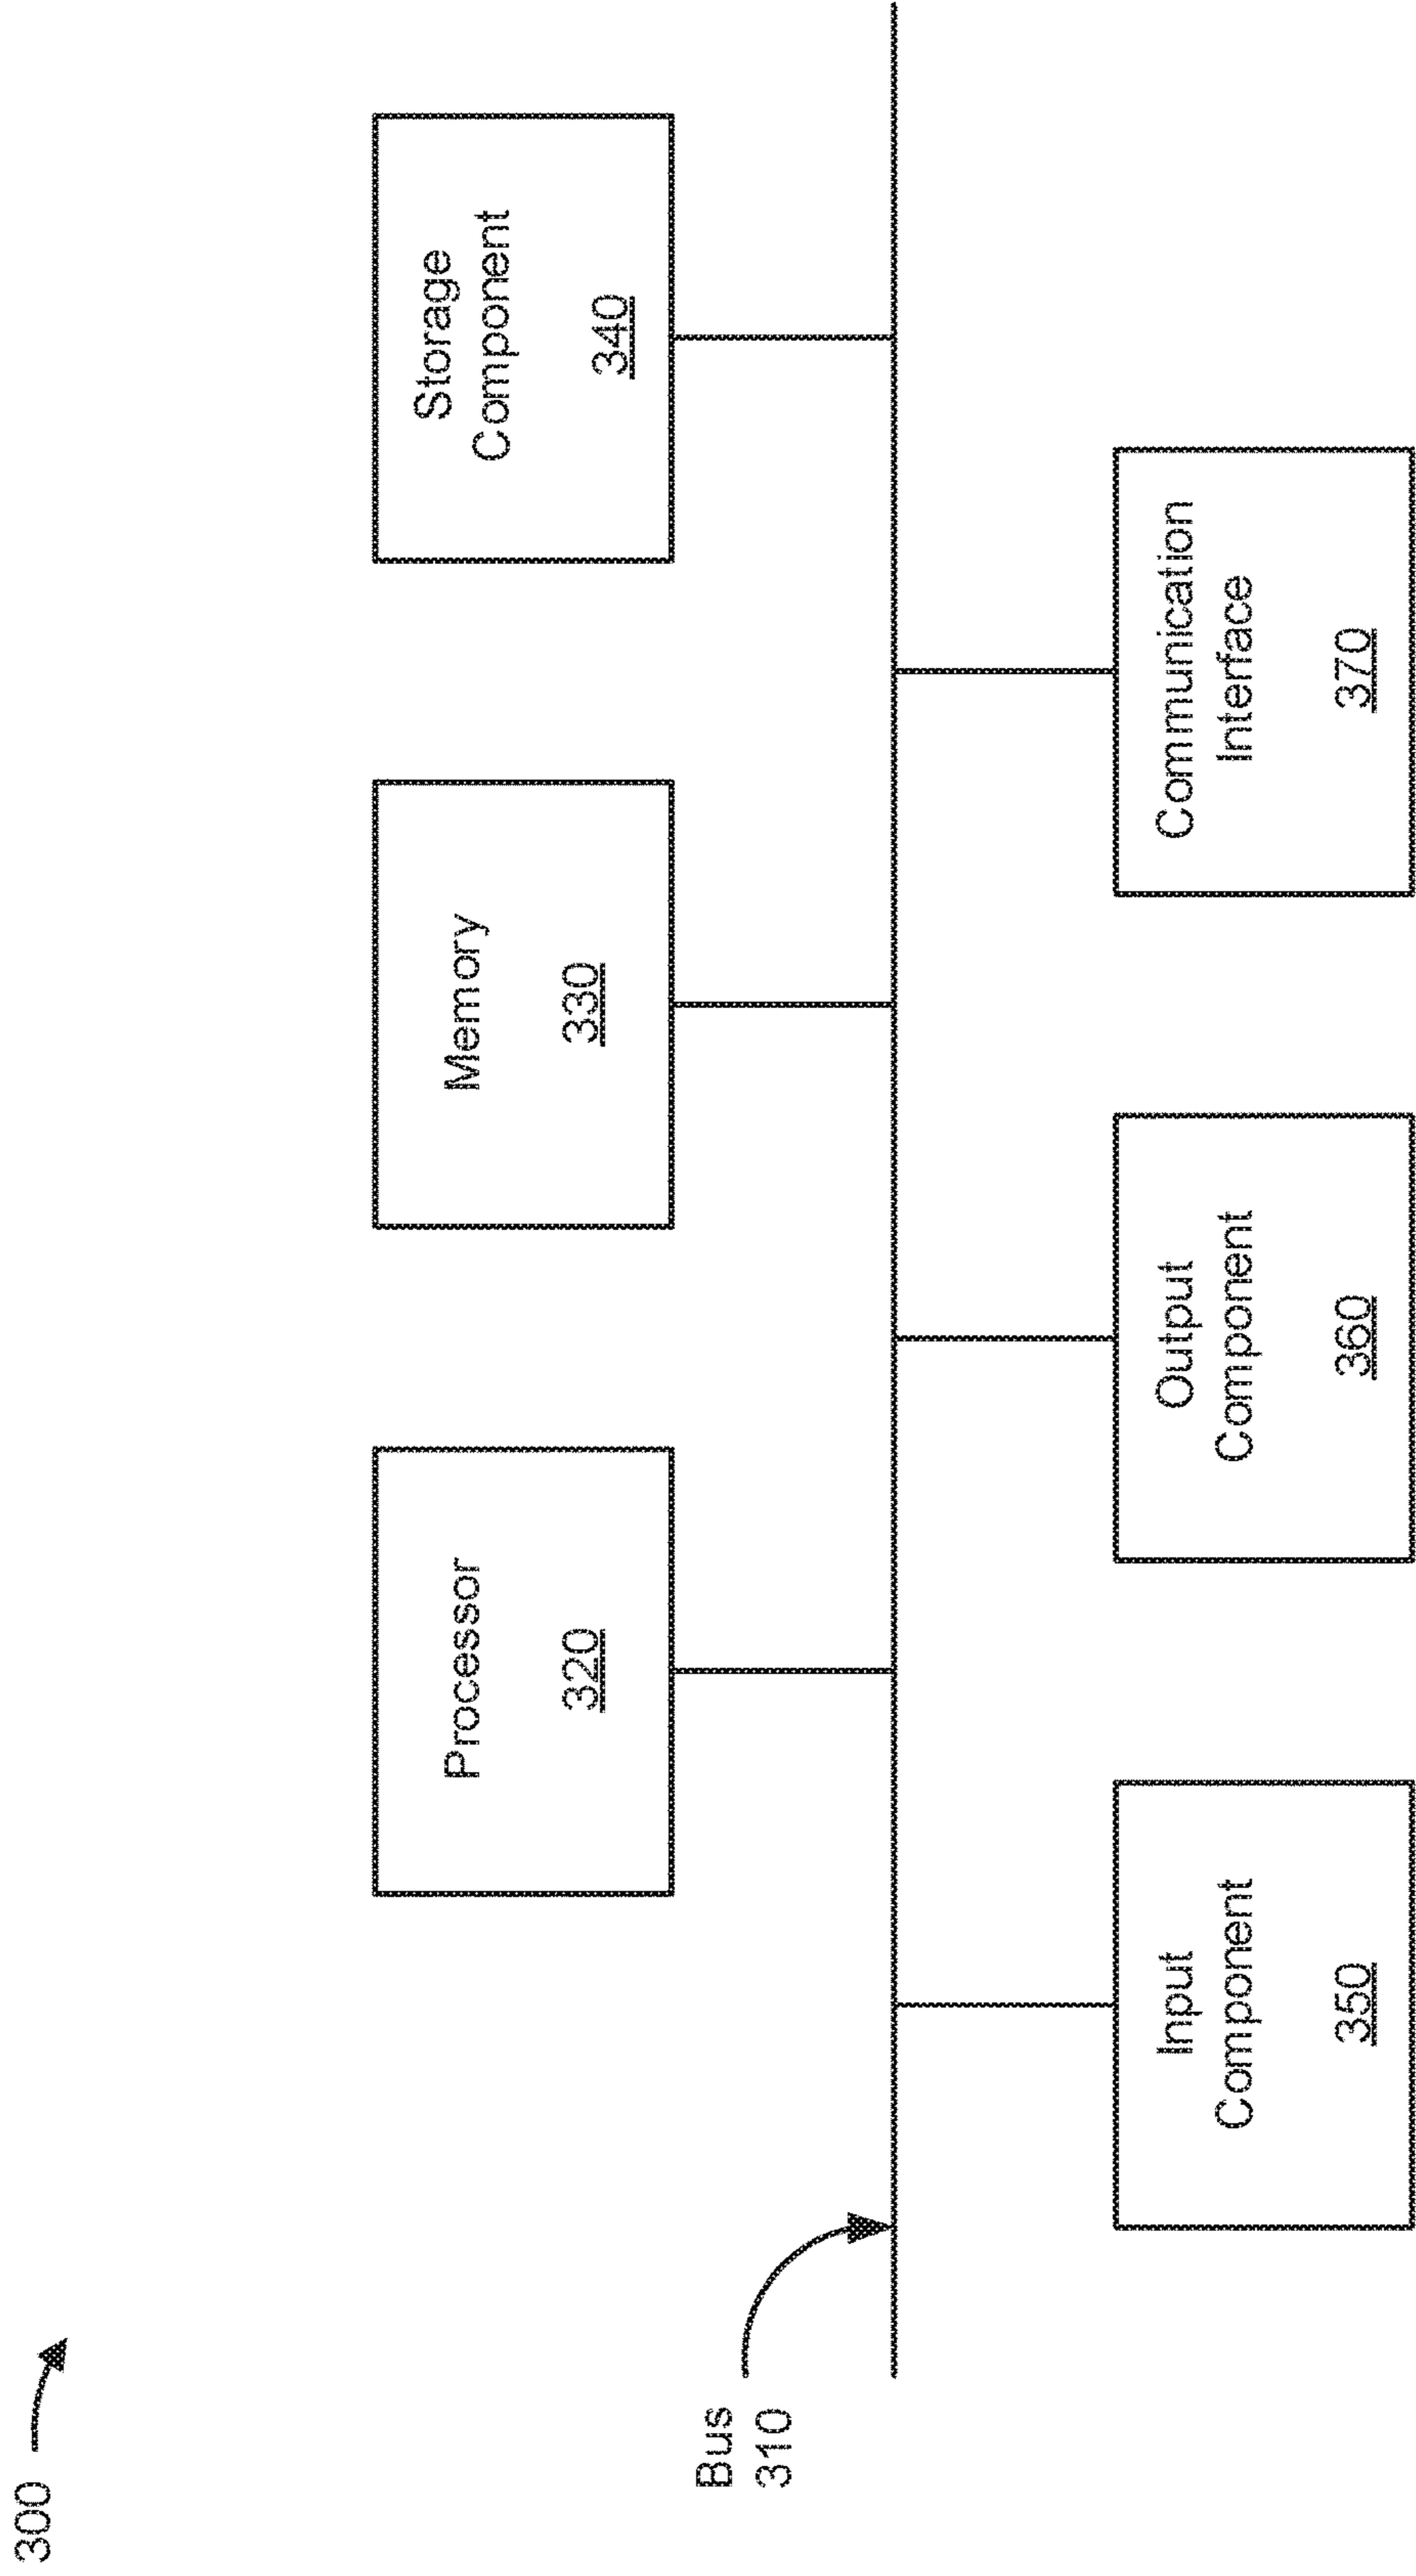 300
Processor
320
Memory
330
Storage
Component
340
Bus
310
Input
Component
350
Output
Component
360
Communication
Interface
370